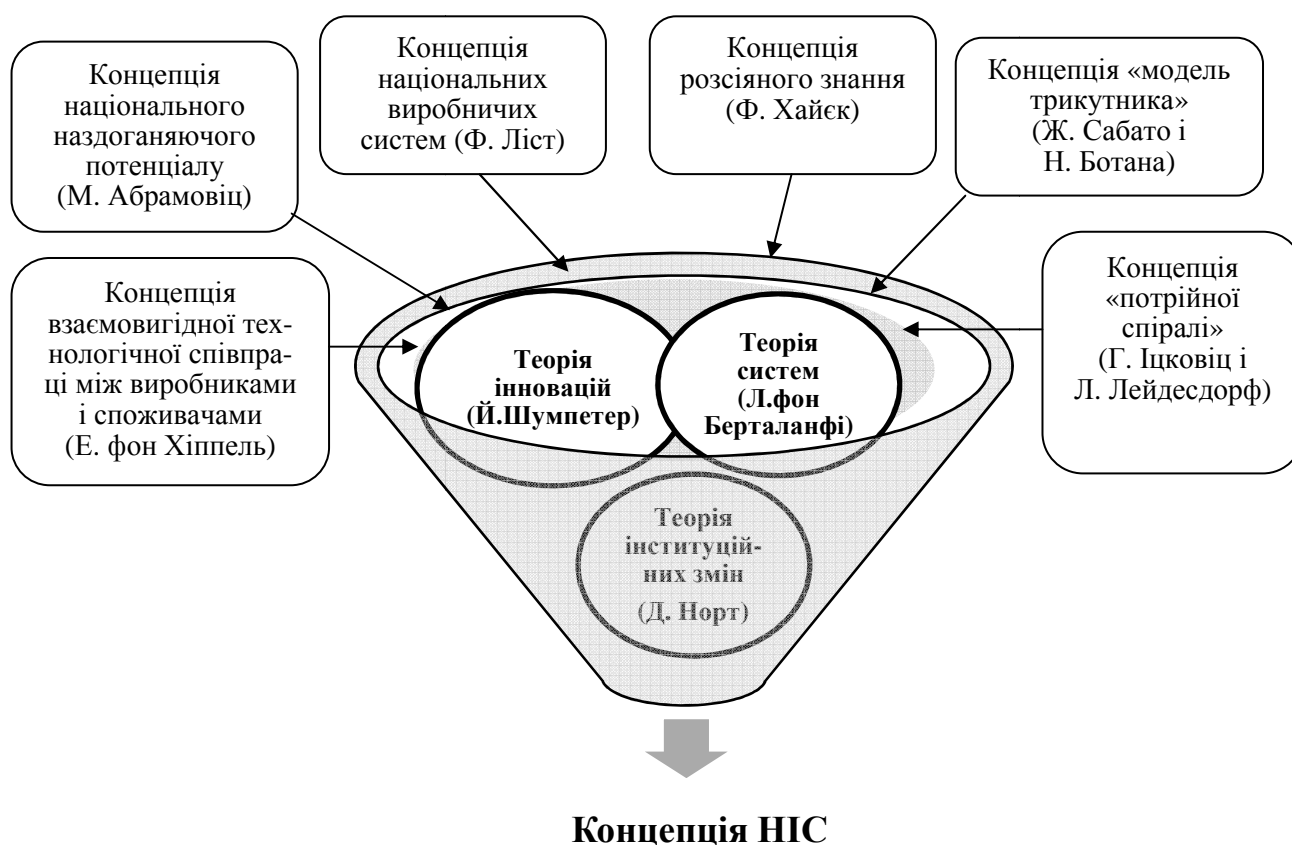 Концепція
національного
наздоганяючого
потенціалу
(М. Абрамовіц)
Концепція
національних
виробничих
систем (Ф. Ліст)
Концепція
розсіяного знання
(Ф. Хайєк)
Концепція «модель
трикутника»
(Ж. Сабато і
Н. Ботана)
Концепція
взаємовигідної тех-
нологічної співпра-
ці між виробниками
і споживачами
(Е. фон Хіппель)
Концепція
«потрійної
спіралі»
(Г. Іцковіц і
Л. Лейдесдорф)
Теорія
інновацій
(Й.Шумпетер)
Теорія
систем
(Л.фон
Берталанфі)
Теорія
інституцій-
них змін
(Д. Норт)
Концепція НІС